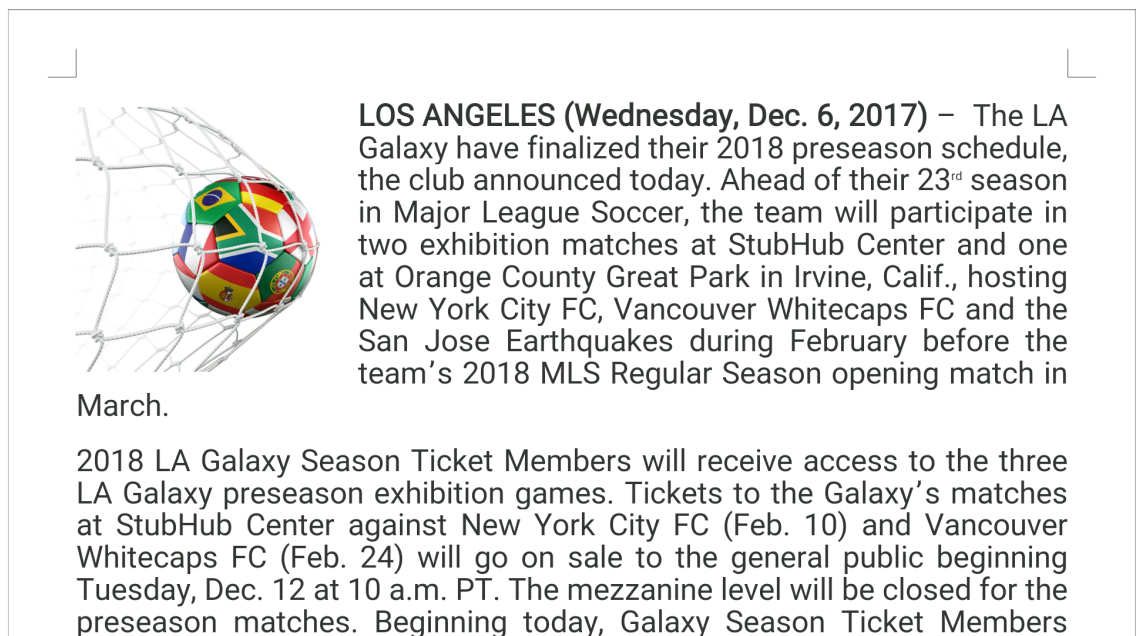 LOS ANGELES (Wednesday, Dec. 6, 2017) – The LA
Galaxy have finalized their 2018 preseason schedule,
the club announced today. Ahead of their 23rd season
in Major League Soccer, the team will participate in
two exhibition matches at StubHub Center and one
at Orange County Great Park in Irvine, Calif., hosting
New York City FC, Vancouver Whitecaps FC and the
San Jose Earthquakes during February before the
team’s 2018 MLS Regular Season opening match in
March.
2018 LA Galaxy Season Ticket Members will receive access to the three
LA Galaxy preseason exhibition games. Tickets to the Galaxy’s matches
at StubHub Center against New York City FC (Feb. 10) and Vancouver
Whitecaps FC (Feb. 24) will go on sale to the general public beginning
Tuesday, Dec. 12 at 10 a.m. PT. The mezzanine level will be closed for the
preseason matches. Beginning today, Galaxy Season Ticket Members